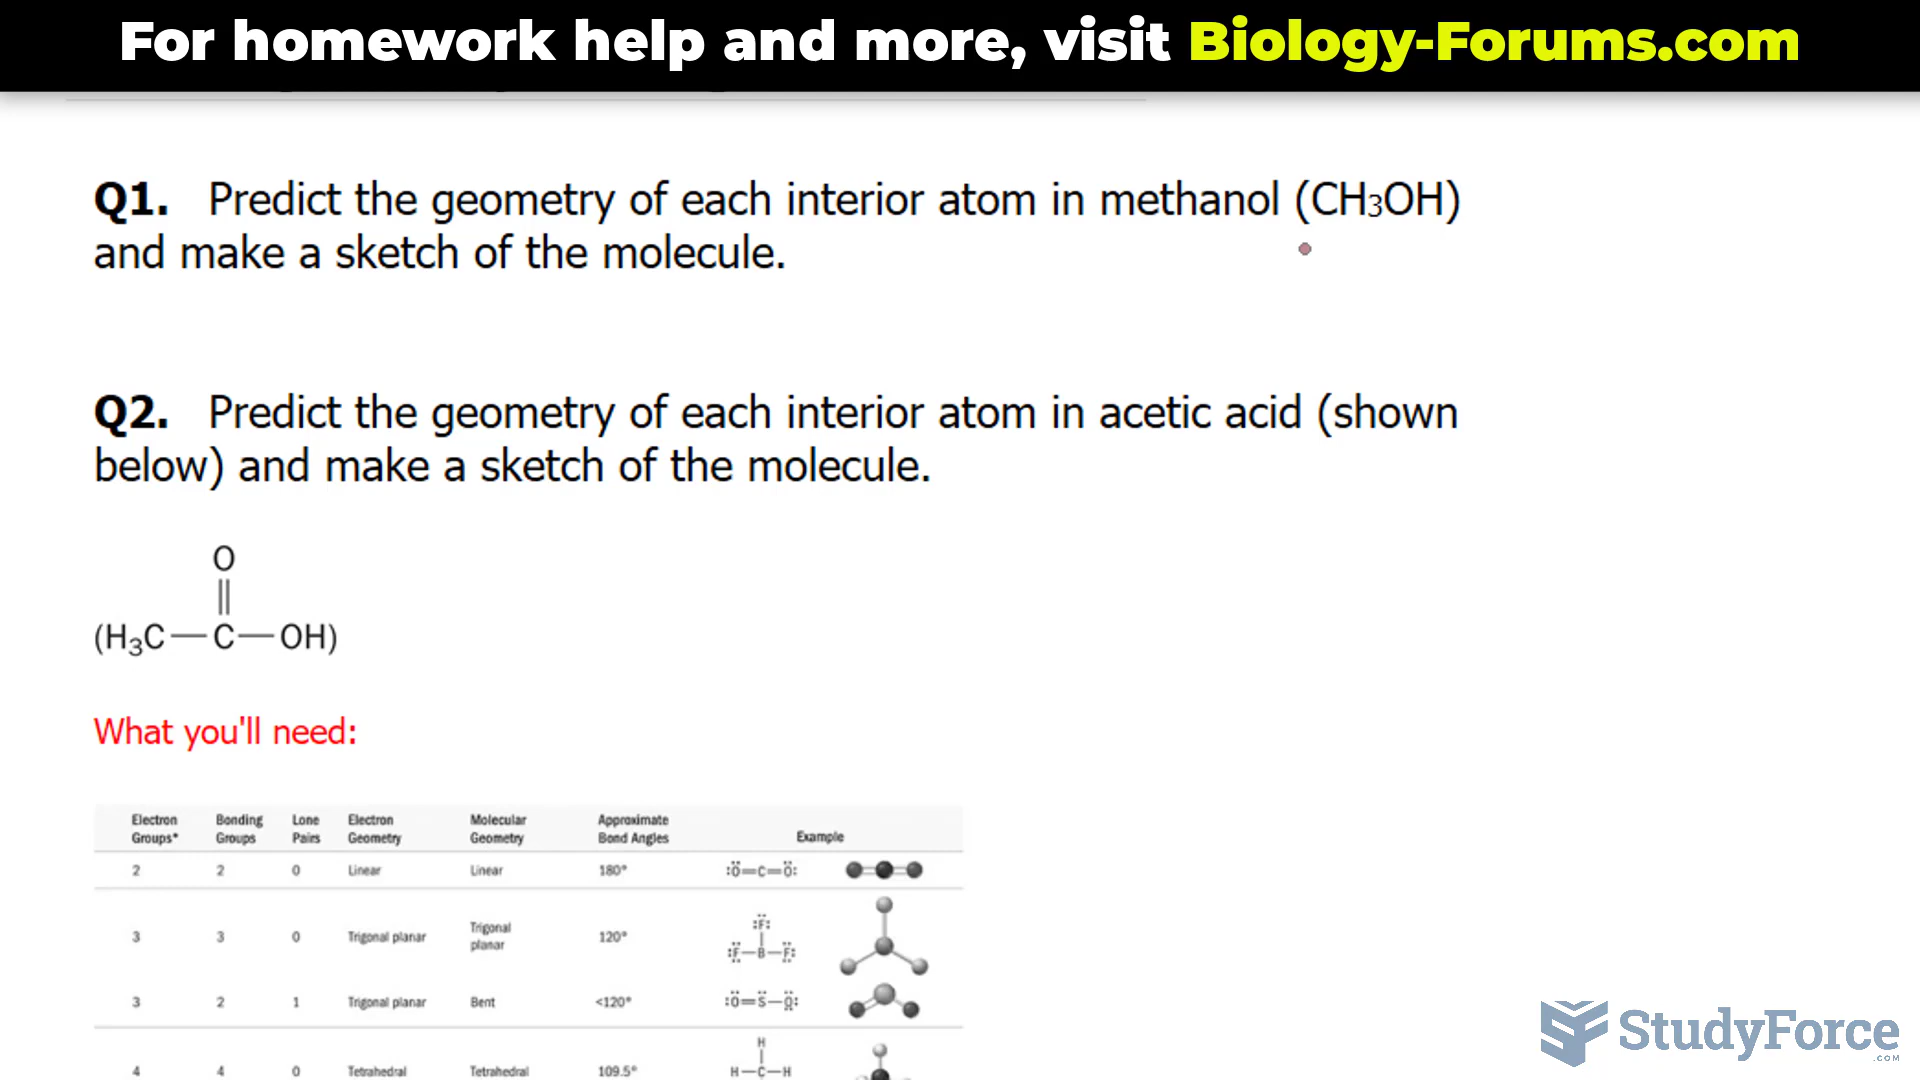 For homework help and more, visit Biology-Forums.com
Q1. Predict the geometry of each interior atom in methanol (CH₃OH)
and make a sketch of the molecule.
Q2. Predict the geometry of each interior atom in acetic acid (shown
below) and make a sketch of the molecule.
O
||
(H₃C—C—OH)
What you'll need:
Electron Groups* Bonding Groups Lone Pairs Electron Geometry Molecular Geometry Approximate Bond Angles Example
2 2 0 Linear Linear 180° :Ö=C=Ö:
3 3 0 Trigonal planar Trigonal planar 120° :F: :F—B—F:
3 2 1 Trigonal planar Bent <120° :Ö=S̈—Ö:
H
4 4 0 Tetrahedral Tetrahedral 109.5° H—C—H
StudyForce
.COM